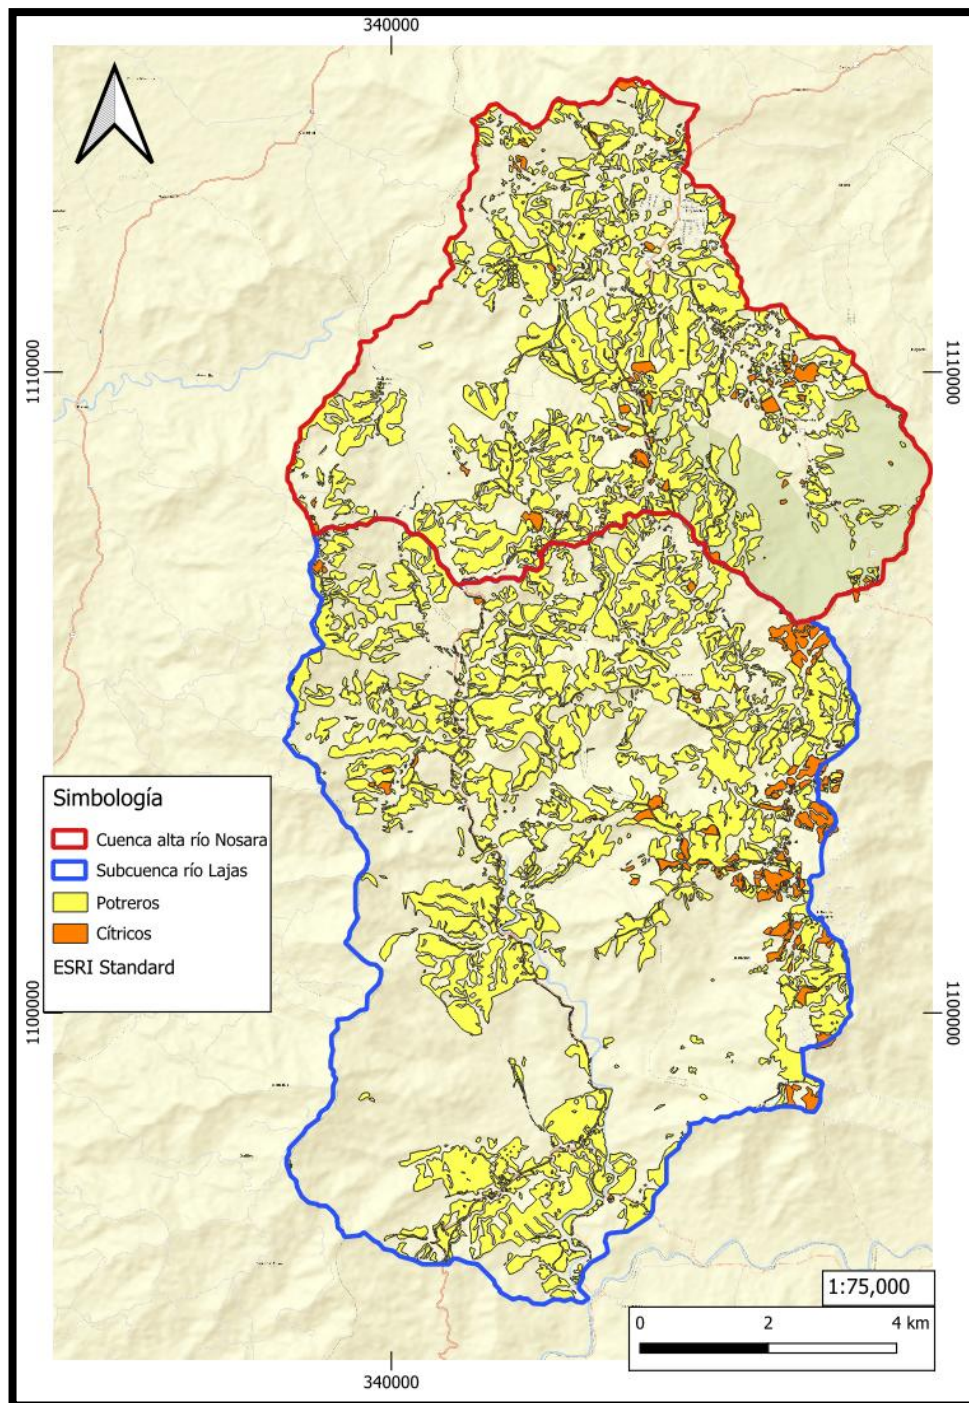 340000
1110000
1110000
Simbología
Cuenca alta río Nosara
Subcuenca río Lajas
Potreros
Cítricos
ESRI Standard
1100000
1100000
1:75,000
0 2 4 km
340000